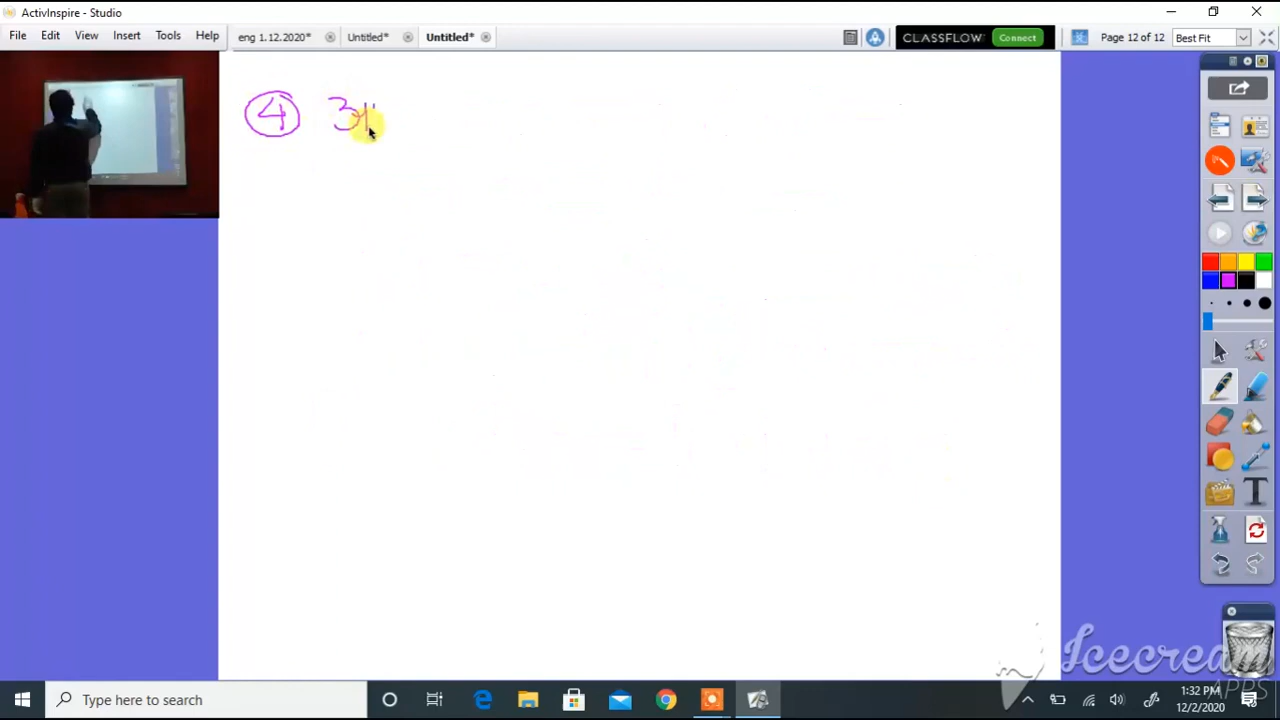 ActivInspire - Studio
File Edit View Insert Tools Help eng 1.12.2020* Untitled* Untitled* CLASSFLOW Connect Page 12 of 12 Best Fit
④
Icecream
APPS
Type here to search
1:32 PM
12/2/2020